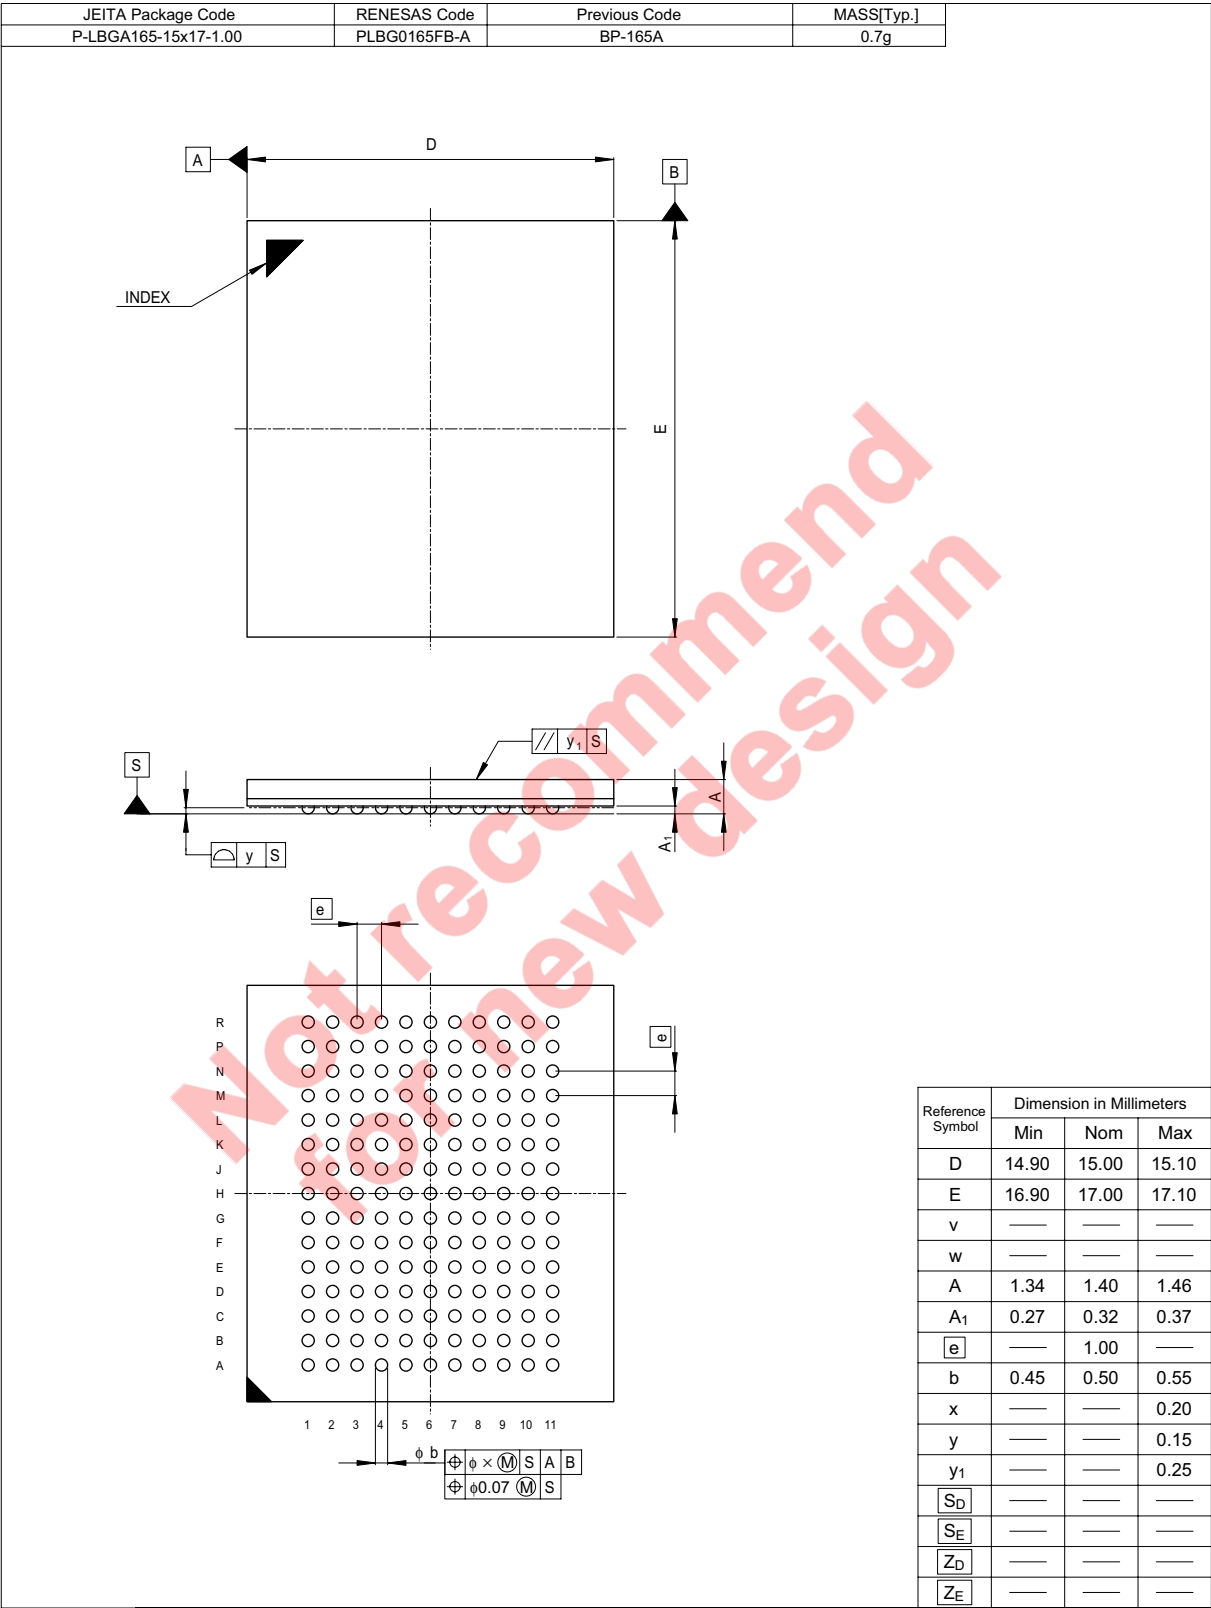 JEITA Package Code RENESAS Code Previous Code MASS[Typ.]
P-LBGA165-15x17-1.00 PLBG0165FB-A BP-165A 0.7g
D
A
B
INDEX
E
// y1 S
S
A
A1
y S
e
e
R
P
N
M
L
K
J
H
G
F
E
D
C
B
A
1 2 3 4 5 6 7 8 9 10 11
ϕ b
⌖ ϕ × Ⓜ S A B
⌖ ϕ0.07 Ⓜ S
Not recommend
for new design
Reference Symbol Dimension in Millimeters
Min Nom Max
D 14.90 15.00 15.10
E 16.90 17.00 17.10
v — — —
w — — —
A 1.34 1.40 1.46
A1 0.27 0.32 0.37
e — 1.00 —
b 0.45 0.50 0.55
x — — 0.20
y — — 0.15
y1 — — 0.25
SD — — —
SE — — —
ZD — — —
ZE — — —